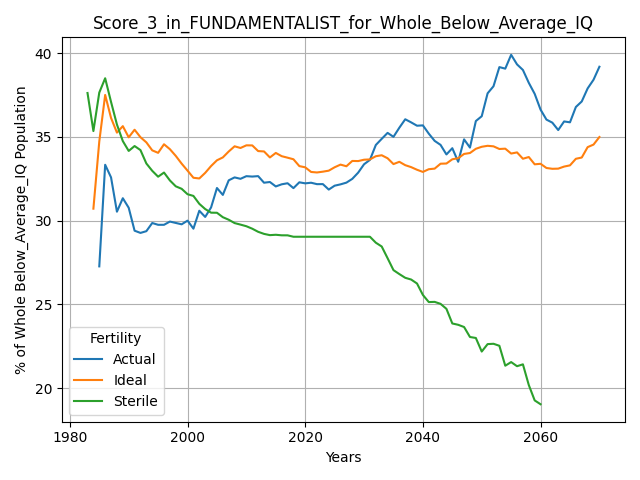 Score_3_in_FUNDAMENTALIST_for_Whole_Below_Average_IQ
% of Whole Below_Average_IQ Population
40
35
30
25
20
Fertility
Actual
Ideal
Sterile
1980 2000 2020 2040 2060
Years